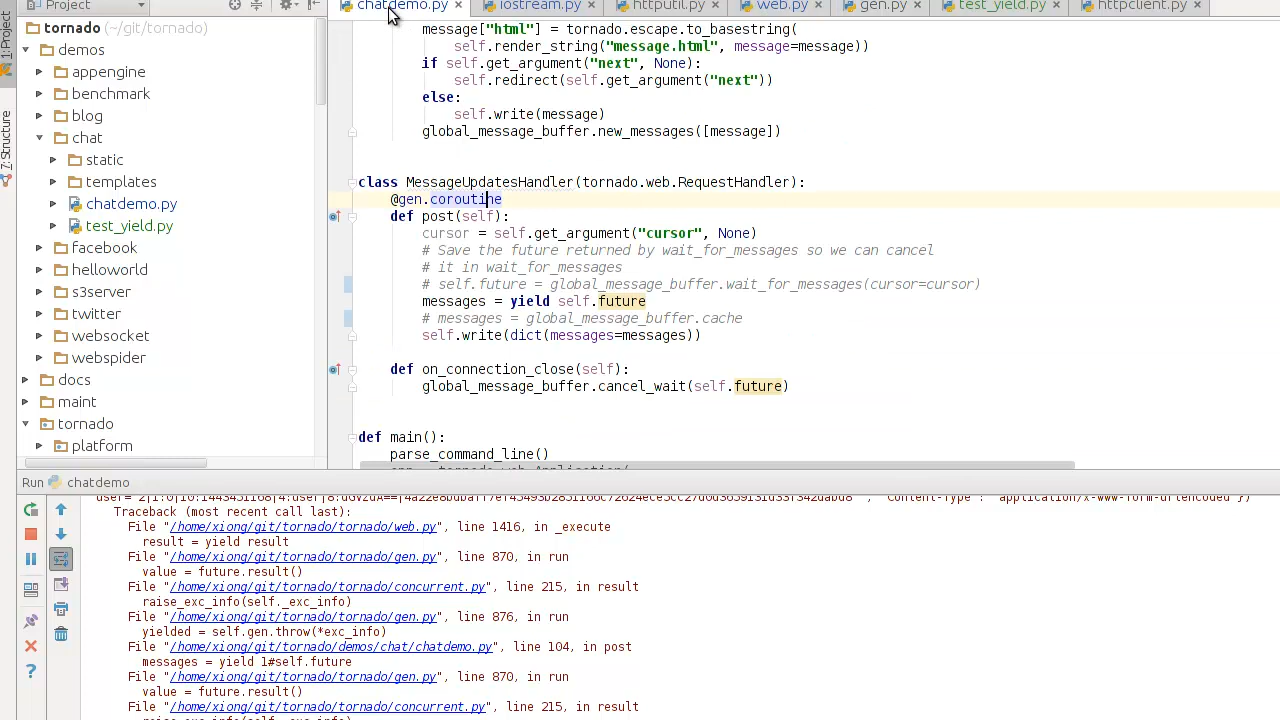 Project
chatdemo.py
iostream.py
httputil.py
web.py
gen.py
test_yield.py
httpclient.py
1: Project
7: Structure
tornado (~/git/tornado)
demos
appengine
benchmark
blog
chat
static
templates
chatdemo.py
test_yield.py
facebook
helloworld
s3server
twitter
websocket
webspider
docs
maint
tornado
platform
message["html"] = tornado.escape.to_basestring(
self.render_string("message.html", message=message))
if self.get_argument("next", None):
self.redirect(self.get_argument("next"))
else:
self.write(message)
global_message_buffer.new_messages([message])
class MessageUpdatesHandler(tornado.web.RequestHandler):
@gen.coroutine
def post(self):
cursor = self.get_argument("cursor", None)
# Save the future returned by wait_for_messages so we can cancel
# it in wait_for_messages
# self.future = global_message_buffer.wait_for_messages(cursor=cursor)
messages = yield self.future
# messages = global_message_buffer.cache
self.write(dict(messages=messages))
def on_connection_close(self):
global_message_buffer.cancel_wait(self.future)
def main():
parse_command_line()
Run chatdemo
Traceback (most recent call last):
File "/home/xiong/git/tornado/tornado/web.py", line 1416, in _execute
result = yield result
File "/home/xiong/git/tornado/tornado/gen.py", line 870, in run
value = future.result()
File "/home/xiong/git/tornado/tornado/concurrent.py", line 215, in result
raise_exc_info(self._exc_info)
File "/home/xiong/git/tornado/tornado/gen.py", line 876, in run
yielded = self.gen.throw(*exc_info)
File "/home/xiong/git/tornado/demos/chat/chatdemo.py", line 104, in post
messages = yield 1#self.future
File "/home/xiong/git/tornado/tornado/gen.py", line 870, in run
value = future.result()
File "/home/xiong/git/tornado/tornado/concurrent.py", line 215, in result